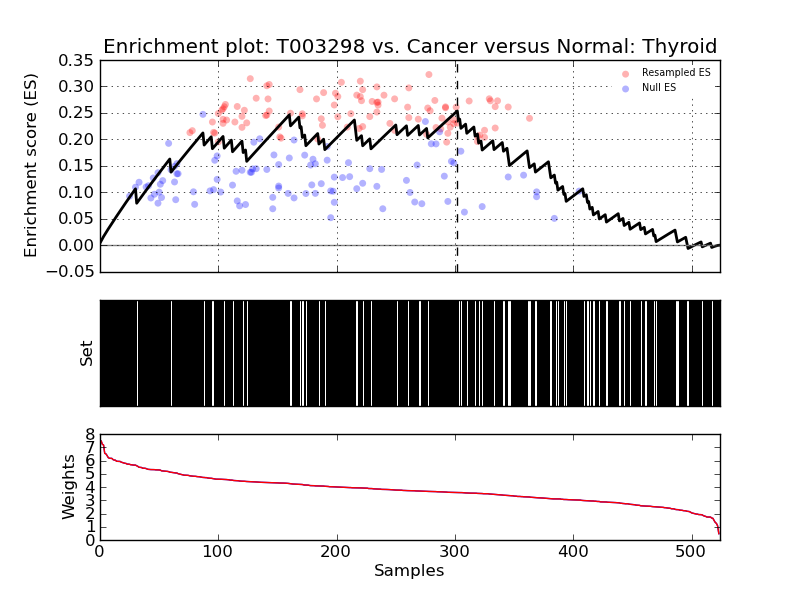 Enrichment plot: T003298 vs. Cancer versus Normal: Thyroid
Enrichment score (ES)
0.35
0.30
0.25
0.20
0.15
0.10
0.05
0.00
−0.05
Resampled ES
Null ES
Set
Weights
8
7
6
5
4
3
2
1
0
0 100 200 300 400 500
Samples